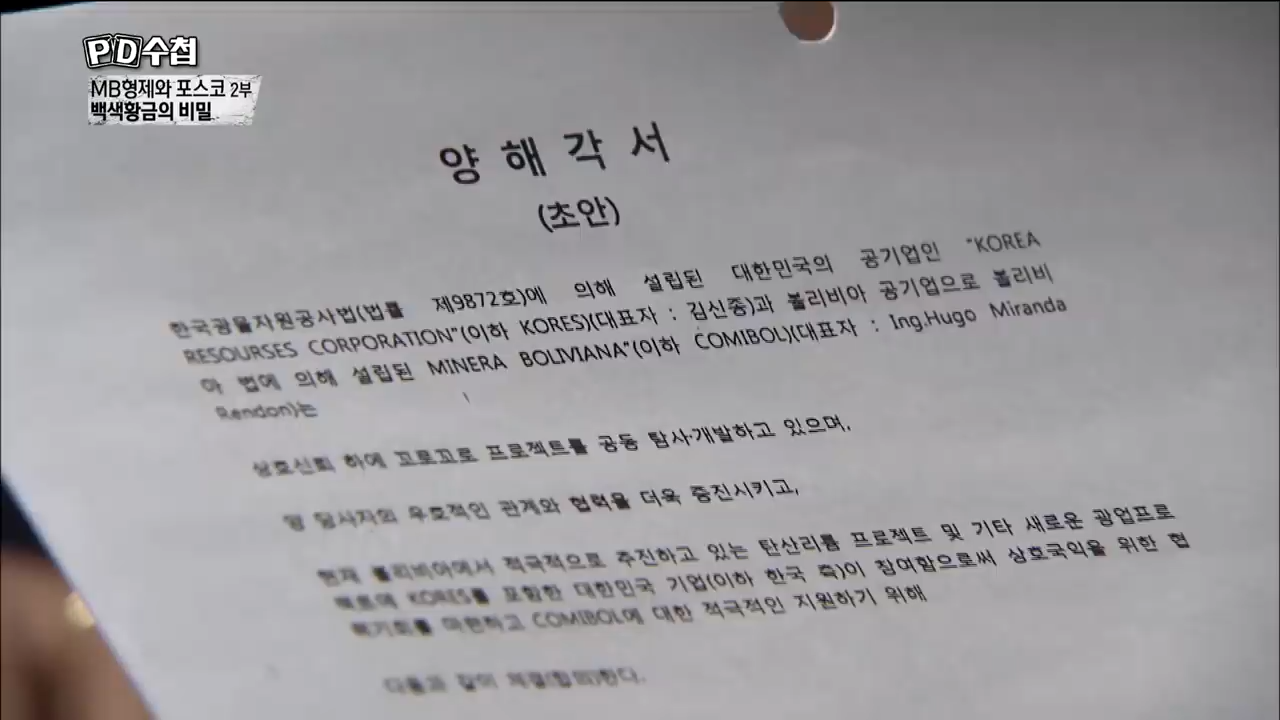 PD수첩
MB형제와 포스코 2부
백색황금의 비밀
양 해 각 서
(초안)
한국광물자원공사법(법률 제9872호)에 의해 설립된 대한민국의 공기업인 "KOREA
RESOURSES CORPORATION"(이하 KORES)(대표자 : 김신종)과 볼리비아 공기업으로 볼리비
아 법에 의해 설립된 MINERA BOLIVIANA"(이하 COMIBOL)(대표자 : Ing.Hugo Miranda
Rendon)는
상호신뢰 하에 꼬로꼬로 프로젝트를 공동 탐사·개발하고 있으며,
양 당사자의 우호적인 관계와 협력을 더욱 증진시키고,
현재 볼리비아에서 적극적으로 추진하고 있는 탄산리튬 프로젝트 및 기타 새로운 광업프로
젝트에 KORES를 포함한 대한민국 기업(이하 한국 측)이 참여함으로써 상호국익을 위한 협
력기회를 마련하고 COMIBOL에 대한 적극적인 지원하기 위해
다음과 같이 체결(합의)한다.